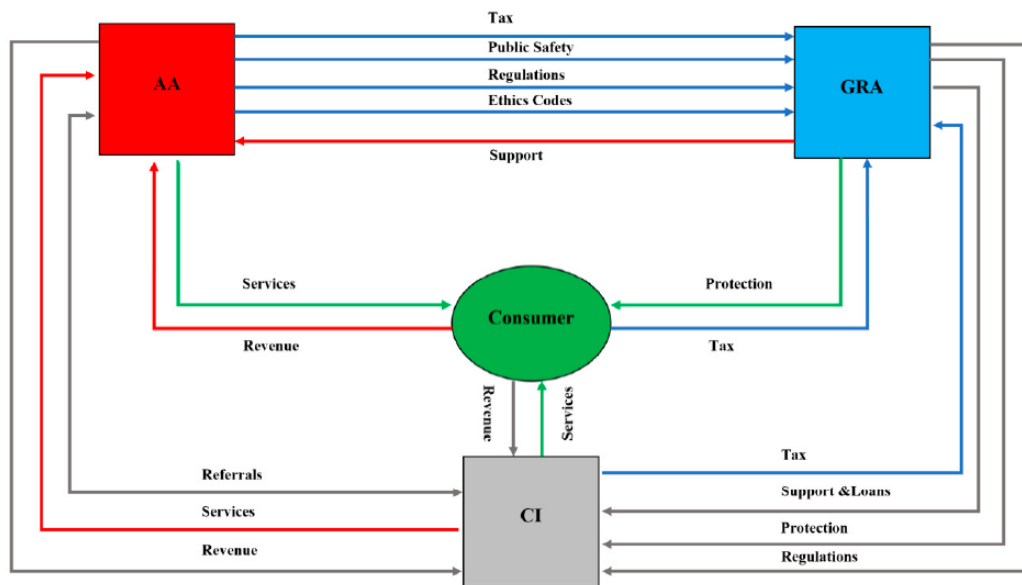 Tax
Public Safety
AA
Regulations
GRA
Ethics Codes
Support
Services
Protection
Consumer
Revenue
Tax
Revenue
Services
Tax
Referrals
Support &Loans
Services
CI
Protection
Revenue
Regulations